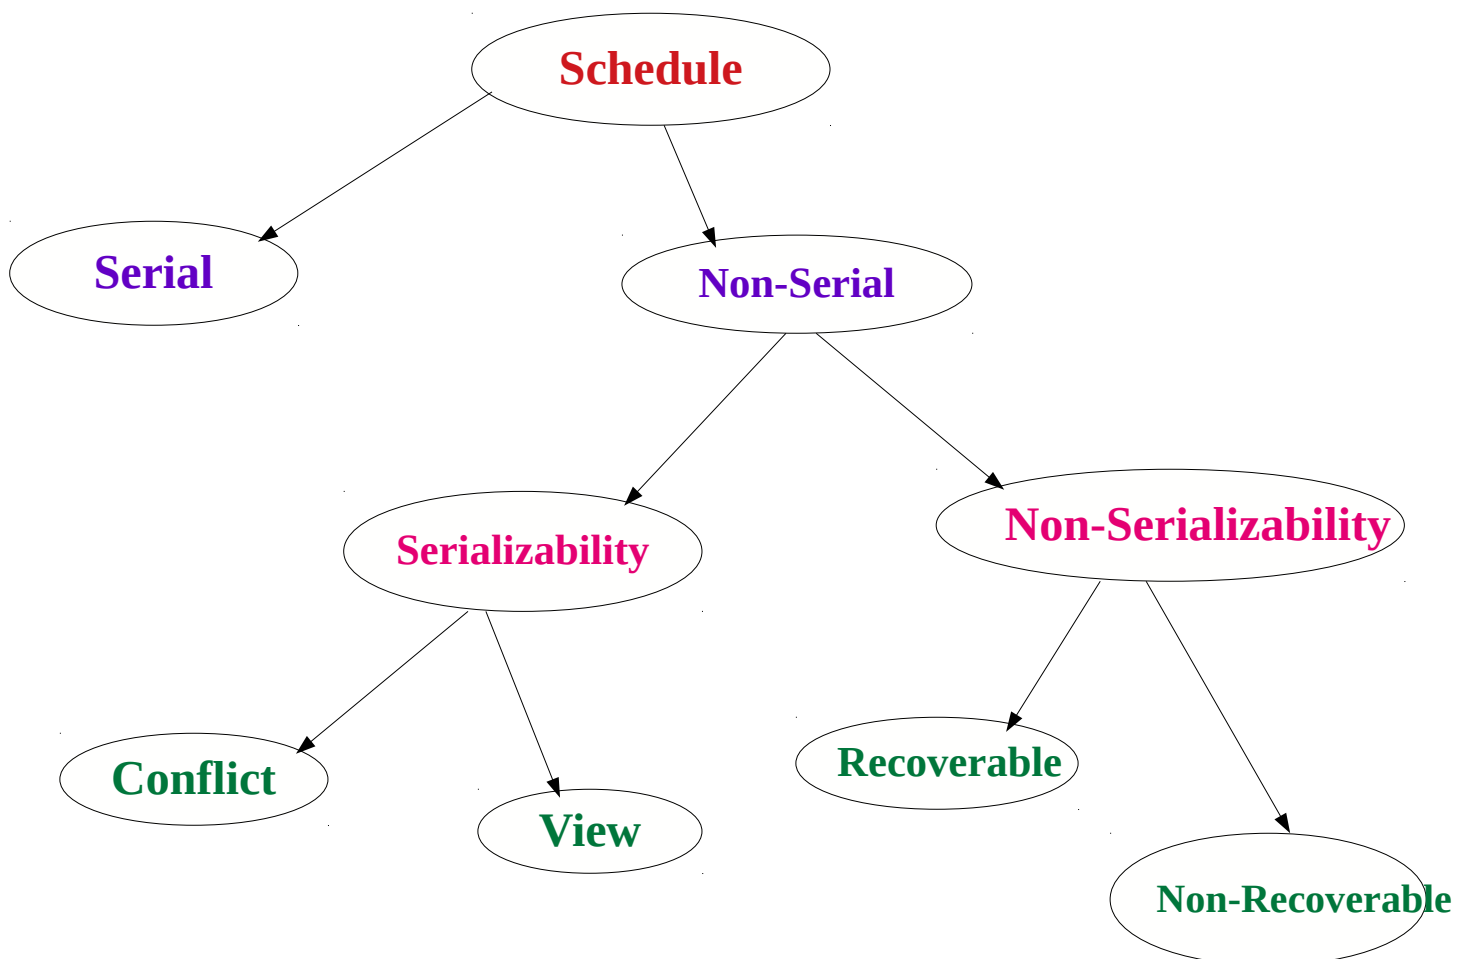 Schedule
Serial
Non-Serial
Serializability
Non-Serializability
Conflict
View
Recoverable
Non-Recoverable